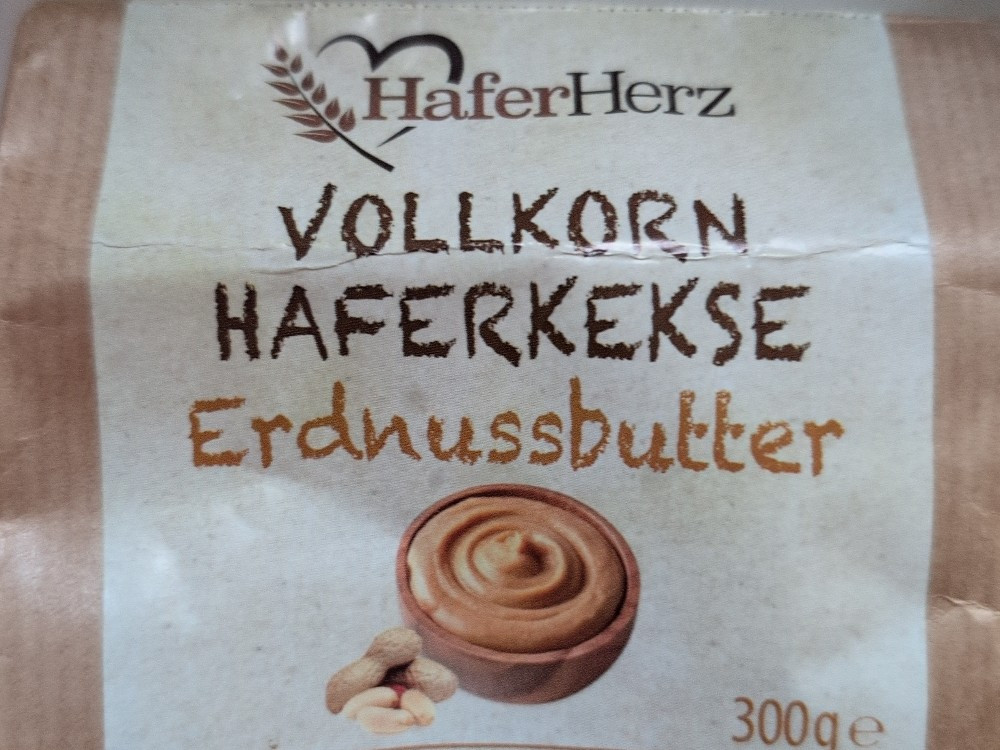 HaferHerz
VOLLKORN
HAFERKEKSE
Erdnussbutter
300g e